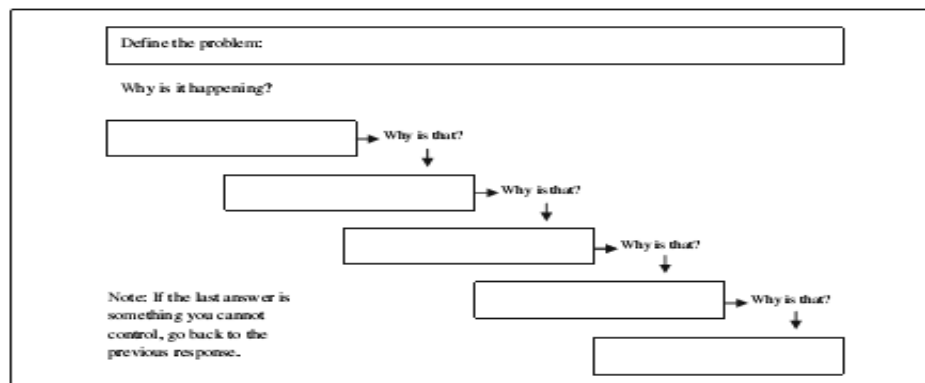 Define the problem:
Why is it happening?
Why is that?
Why is that?
Why is that?
Why is that?
Note: If the last answer is
something you cannot
control, go back to the
previous response.